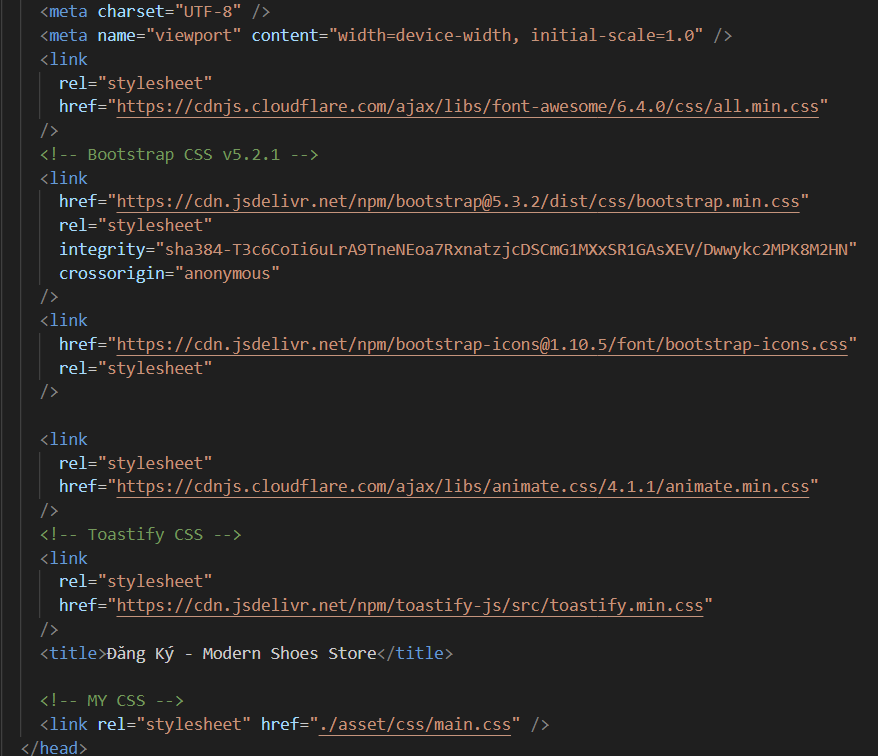 <meta charset="UTF-8" />
<meta name="viewport" content="width=device-width, initial-scale=1.0" />
<link
rel="stylesheet"
href="https://cdnjs.cloudflare.com/ajax/libs/font-awesome/6.4.0/css/all.min.css"
/>
<!-- Bootstrap CSS v5.2.1 -->
<link
href="https://cdn.jsdelivr.net/npm/bootstrap@5.3.2/dist/css/bootstrap.min.css"
rel="stylesheet"
integrity="sha384-T3c6CoIi6uLrA9TneNEoa7RxnatzjcDSCmG1MXxSR1GAsXEV/Dwwykc2MPK8M2HN"
crossorigin="anonymous"
/>
<link
href="https://cdn.jsdelivr.net/npm/bootstrap-icons@1.10.5/font/bootstrap-icons.css"
rel="stylesheet"
/>
<link
rel="stylesheet"
href="https://cdnjs.cloudflare.com/ajax/libs/animate.css/4.1.1/animate.min.css"
/>
<!-- Toastify CSS -->
<link
rel="stylesheet"
href="https://cdn.jsdelivr.net/npm/toastify-js/src/toastify.min.css"
/>
<title>Đăng Ký - Modern Shoes Store</title>
<!-- MY CSS -->
<link rel="stylesheet" href="./asset/css/main.css" />
</head>